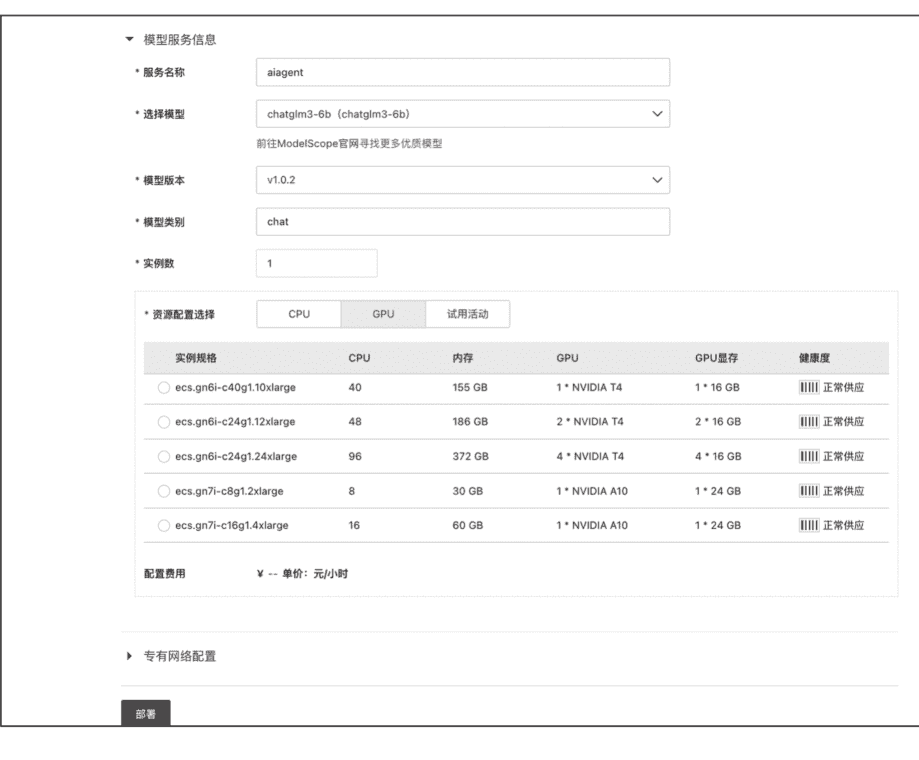 模型服务信息
* 服务名称 aiagent
* 选择模型 chatglm3-6b（chatglm3-6b）
前往ModelScope官网寻找更多优质模型
* 模型版本 v1.0.2
* 模型类别 chat
* 实例数 1
* 资源配置选择 CPU GPU 试用活动
实例规格 CPU 内存 GPU GPU显存 健康度
ecs.gn6i-c40g1.10xlarge 40 155 GB 1 * NVIDIA T4 1 * 16 GB 正常供应
ecs.gn6i-c24g1.12xlarge 48 186 GB 2 * NVIDIA T4 2 * 16 GB 正常供应
ecs.gn6i-c24g1.24xlarge 96 372 GB 4 * NVIDIA T4 4 * 16 GB 正常供应
ecs.gn7i-c8g1.2xlarge 8 30 GB 1 * NVIDIA A10 1 * 24 GB 正常供应
ecs.gn7i-c16g1.4xlarge 16 60 GB 1 * NVIDIA A10 1 * 24 GB 正常供应
配置费用 ¥ -- 单价：元/小时
专有网络配置
部署